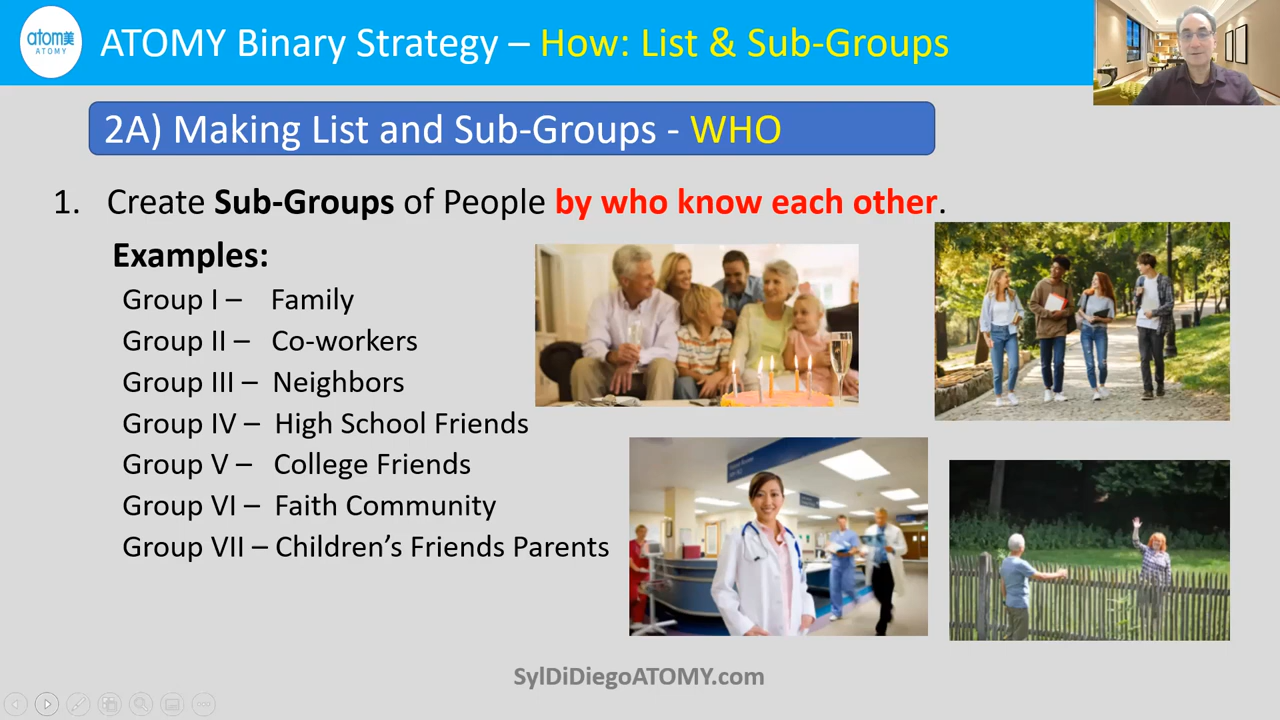 atom美
ATOMY
ATOMY Binary Strategy – How: List & Sub-Groups
2A) Making List and Sub-Groups - WHO
1. Create Sub-Groups of People by who know each other.
Examples:
Group I – Family
Group II – Co-workers
Group III – Neighbors
Group IV – High School Friends
Group V – College Friends
Group VI – Faith Community
Group VII – Children's Friends Parents
SylDiDiegoATOMY.com